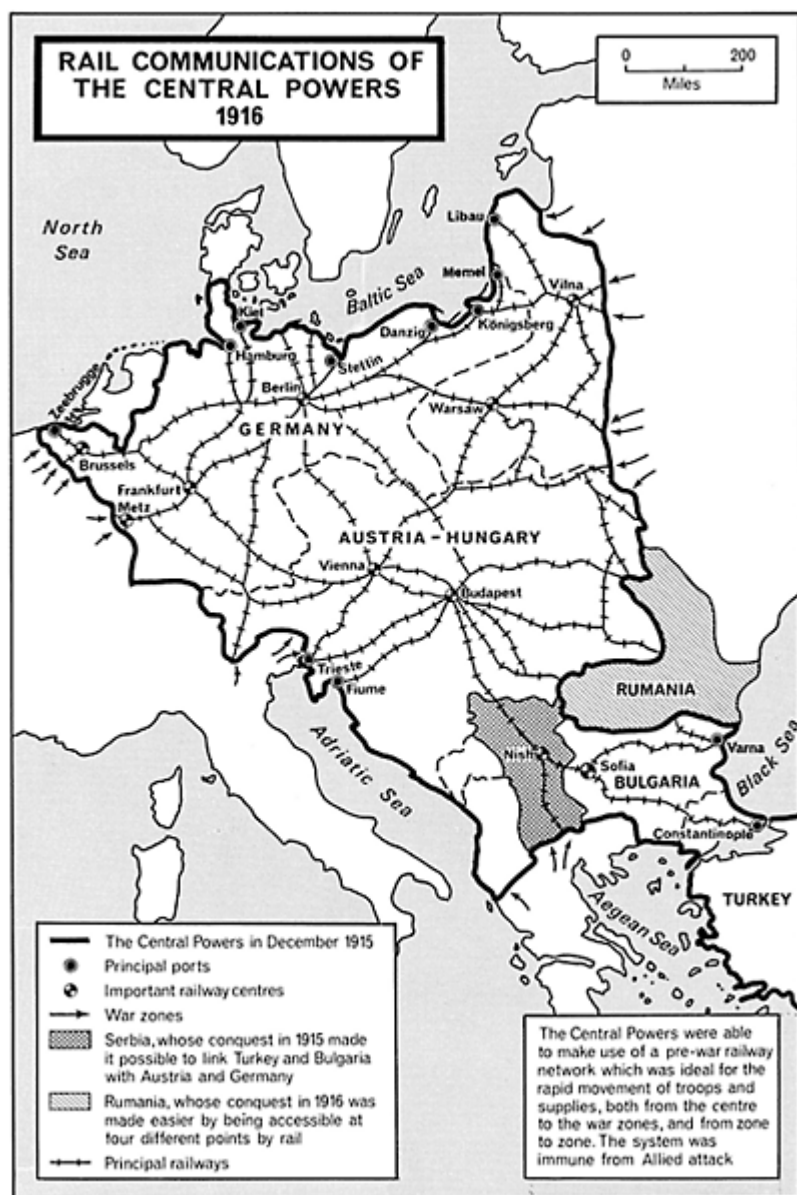 RAIL COMMUNICATIONS OF
THE CENTRAL POWERS
1916
0 200
Miles
North
Sea
Baltic Sea
Libau
Memel
Vilna
Kiel
Danzig
Königsberg
Hamburg
Stettin
Zeebrugge
Berlin
Warsaw
GERMANY
Brussels
Frankfurt
Metz
AUSTRIA-HUNGARY
Vienna
Budapest
Trieste
Fiume
RUMANIA
Adriatic Sea
Nish
Sofia
Varna
BULGARIA
Black Sea
Constantinople
Aegean Sea
TURKEY
The Central Powers in December 1915
Principal ports
Important railway centres
War zones
Serbia, whose conquest in 1915 made
it possible to link Turkey and Bulgaria
with Austria and Germany
Rumania, whose conquest in 1916 was
made easier by being accessible at
four different points by rail
Principal railways
The Central Powers were able
to make use of a pre-war railway
network which was ideal for the
rapid movement of troops and
supplies, both from the centre
to the war zones, and from zone
to zone. The system was
immune from Allied attack